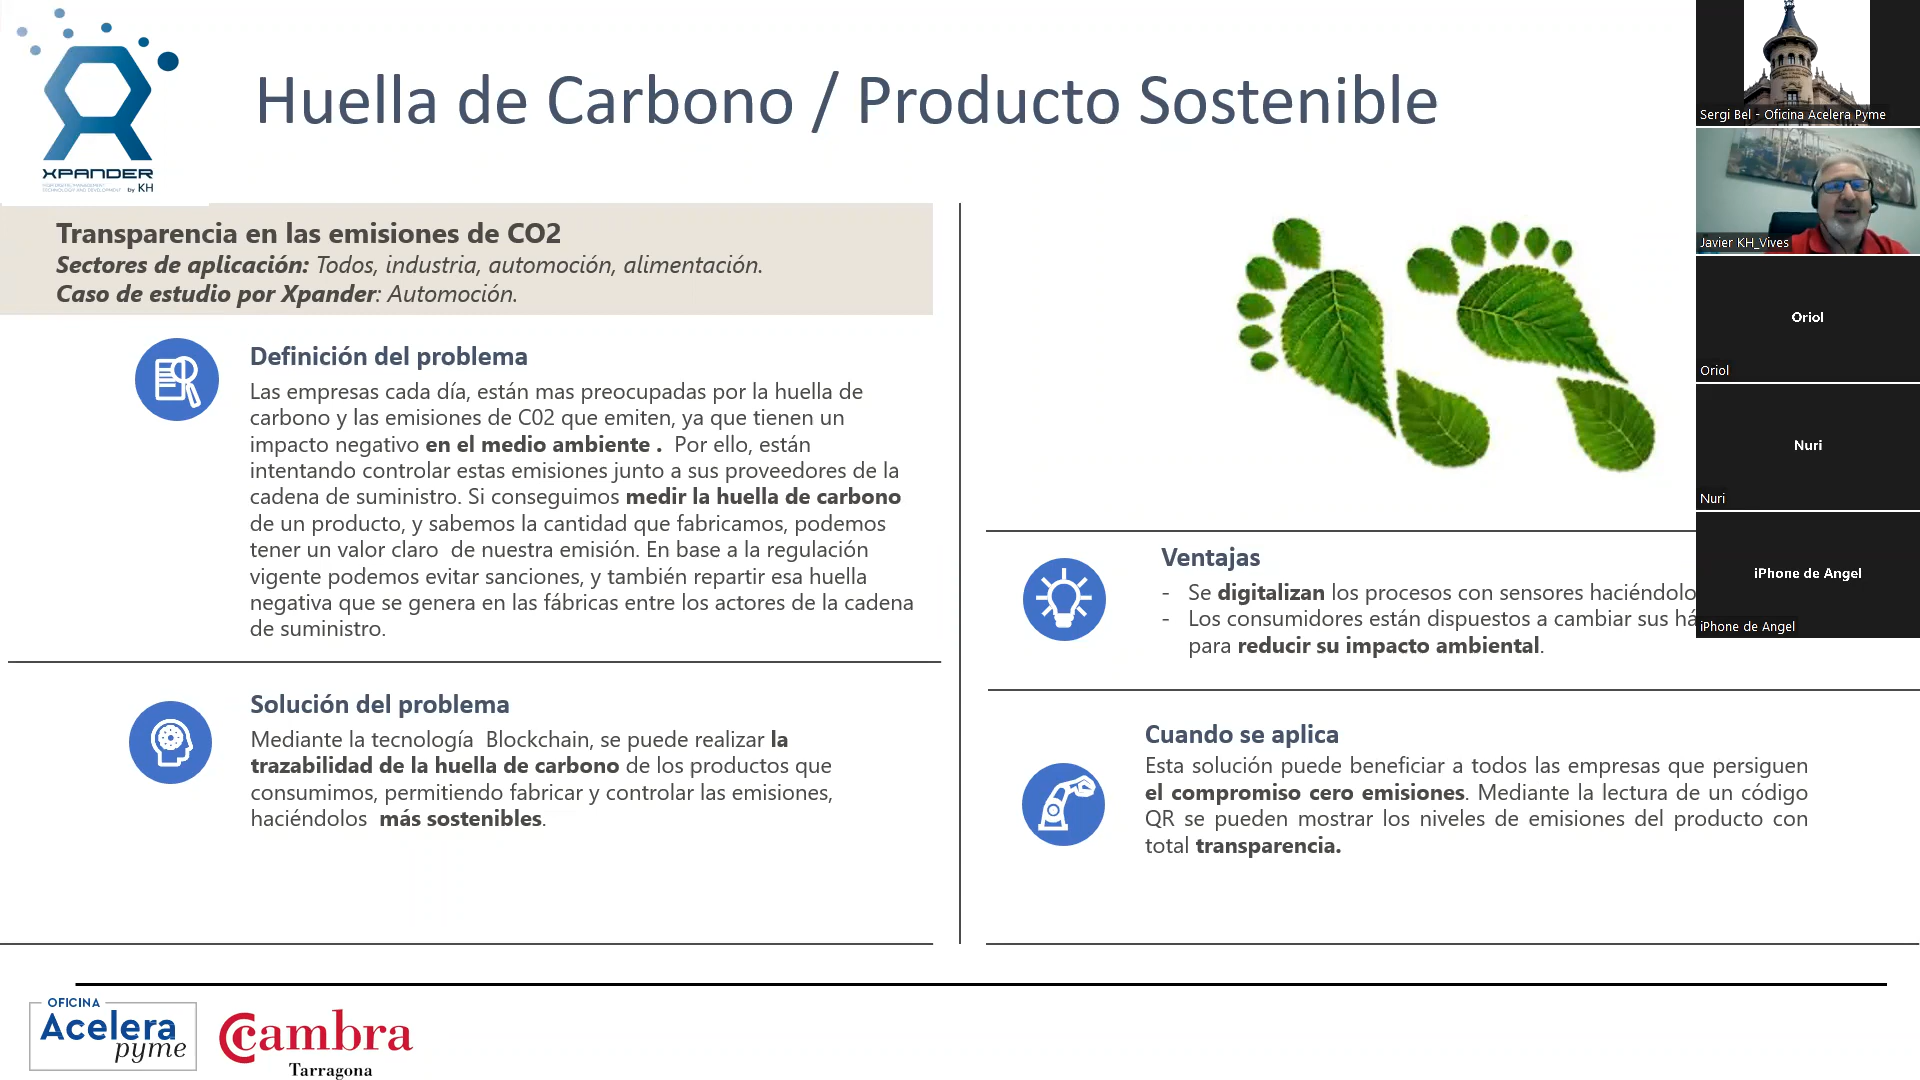 XPANDER
by KH
Huella de Carbono / Producto Sostenible
Transparencia en las emisiones de CO2
Sectores de aplicación: Todos, industria, automoción, alimentación.
Caso de estudio por Xpander: Automoción.
Definición del problema
Las empresas cada día, están mas preocupadas por la huella de
carbono y las emisiones de C02 que emiten, ya que tienen un
impacto negativo en el medio ambiente . Por ello, están
intentando controlar estas emisiones junto a sus proveedores de la
cadena de suministro. Si conseguimos medir la huella de carbono
de un producto, y sabemos la cantidad que fabricamos, podemos
tener un valor claro de nuestra emisión. En base a la regulación
vigente podemos evitar sanciones, y también repartir esa huella
negativa que se genera en las fábricas entre los actores de la cadena
de suministro.
Solución del problema
Mediante la tecnología Blockchain, se puede realizar la
trazabilidad de la huella de carbono de los productos que
consumimos, permitiendo fabricar y controlar las emisiones,
haciéndolos más sostenibles.
Ventajas
- Se digitalizan los procesos con sensores haciéndolo
- Los consumidores están dispuestos a cambiar sus há
para reducir su impacto ambiental.
Cuando se aplica
Esta solución puede beneficiar a todos las empresas que persiguen
el compromiso cero emisiones. Mediante la lectura de un código
QR se pueden mostrar los niveles de emisiones del producto con
total transparencia.
Sergi Bel - Oficina Acelera Pyme
Javier KH_Vives
Oriol
Oriol
Nuri
Nuri
iPhone de Angel
iPhone de Angel
OFICINA
Acelera
pyme
Cambra
Tarragona